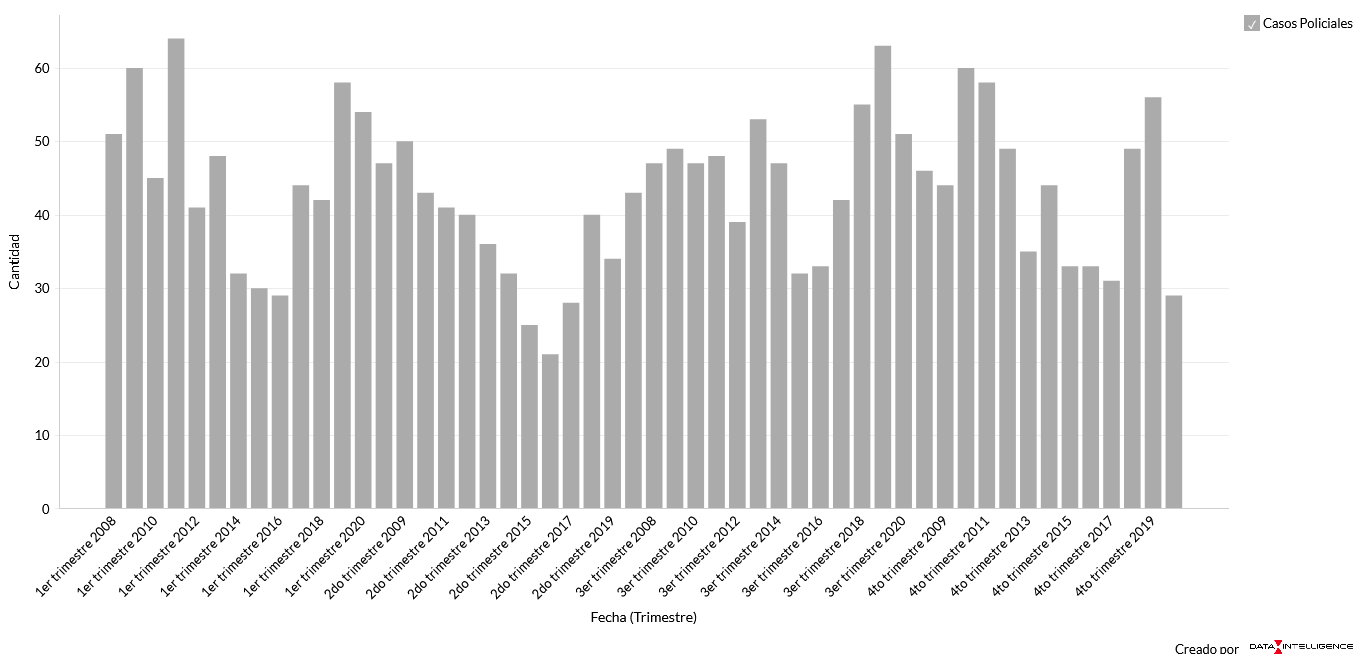 Casos Policiales
60
50
40
30
20
10
0
Cantidad
1er trimestre 2008
1er trimestre 2010
1er trimestre 2012
1er trimestre 2014
1er trimestre 2016
1er trimestre 2018
1er trimestre 2020
2do trimestre 2009
2do trimestre 2011
2do trimestre 2013
2do trimestre 2015
2do trimestre 2017
2do trimestre 2019
3er trimestre 2008
3er trimestre 2010
3er trimestre 2012
3er trimestre 2014
3er trimestre 2016
3er trimestre 2018
3er trimestre 2020
4to trimestre 2009
4to trimestre 2011
4to trimestre 2013
4to trimestre 2015
4to trimestre 2017
4to trimestre 2019
Fecha (Trimestre)
Creado por DATA INTELLIGENCE